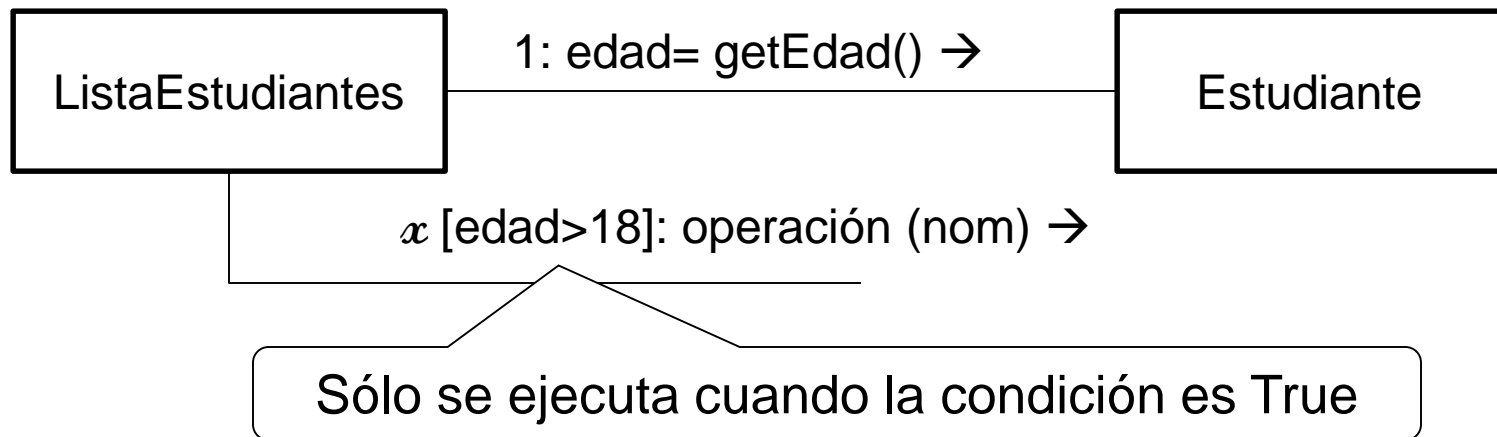 1: edad= getEdad() →
ListaEstudiantes
Estudiante
x [edad>18]: operación (nom) →
Sólo se ejecuta cuando la condición es True